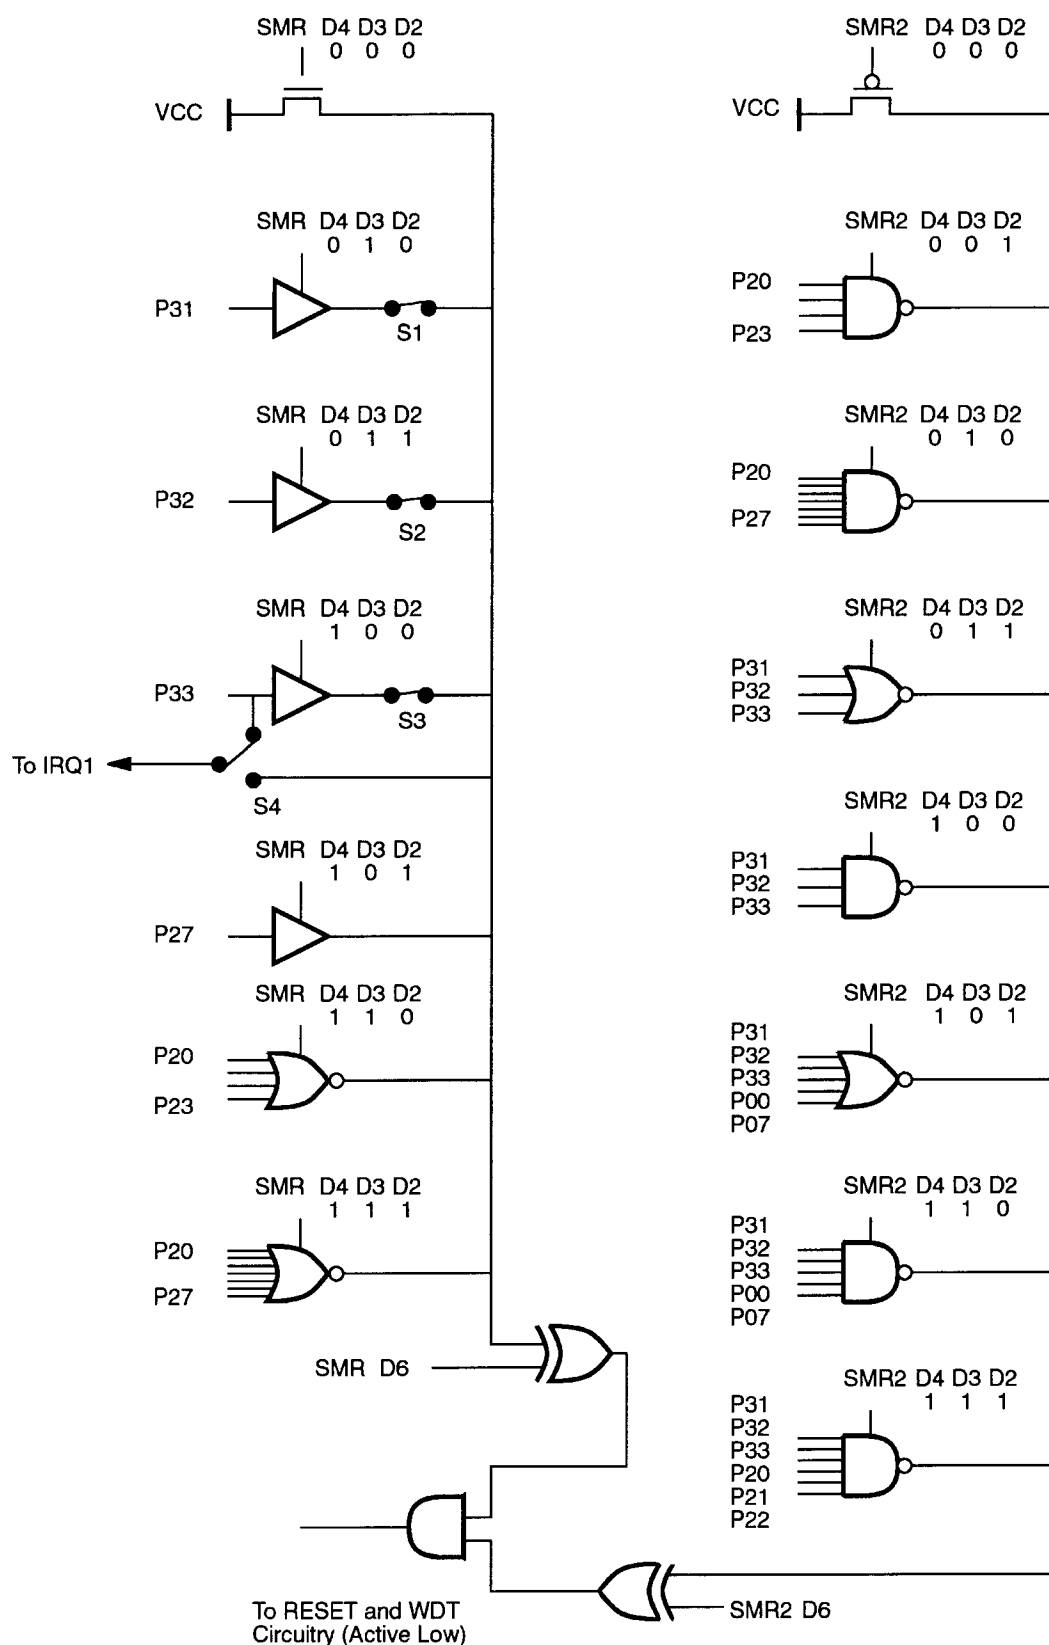 SMR D4 D3 D2
0 0 0
VCC
SMR D4 D3 D2
0 1 0
P31
S1
SMR D4 D3 D2
0 1 1
P32
S2
SMR D4 D3 D2
1 0 0
P33
S3
To IRQ1
S4
SMR D4 D3 D2
1 0 1
P27
SMR D4 D3 D2
1 1 0
P20
P23
SMR D4 D3 D2
1 1 1
P20
P27
SMR D6
To RESET and WDT
Circuitry (Active Low)
SMR2 D4 D3 D2
0 0 0
VCC
SMR2 D4 D3 D2
0 0 1
P20
P23
SMR2 D4 D3 D2
0 1 0
P20
P27
SMR2 D4 D3 D2
0 1 1
P31
P32
P33
SMR2 D4 D3 D2
1 0 0
P31
P32
P33
SMR2 D4 D3 D2
1 0 1
P31
P32
P33
P00
P07
SMR2 D4 D3 D2
1 1 0
P31
P32
P33
P00
P07
SMR2 D4 D3 D2
1 1 1
P31
P32
P33
P20
P21
P22
SMR2 D6